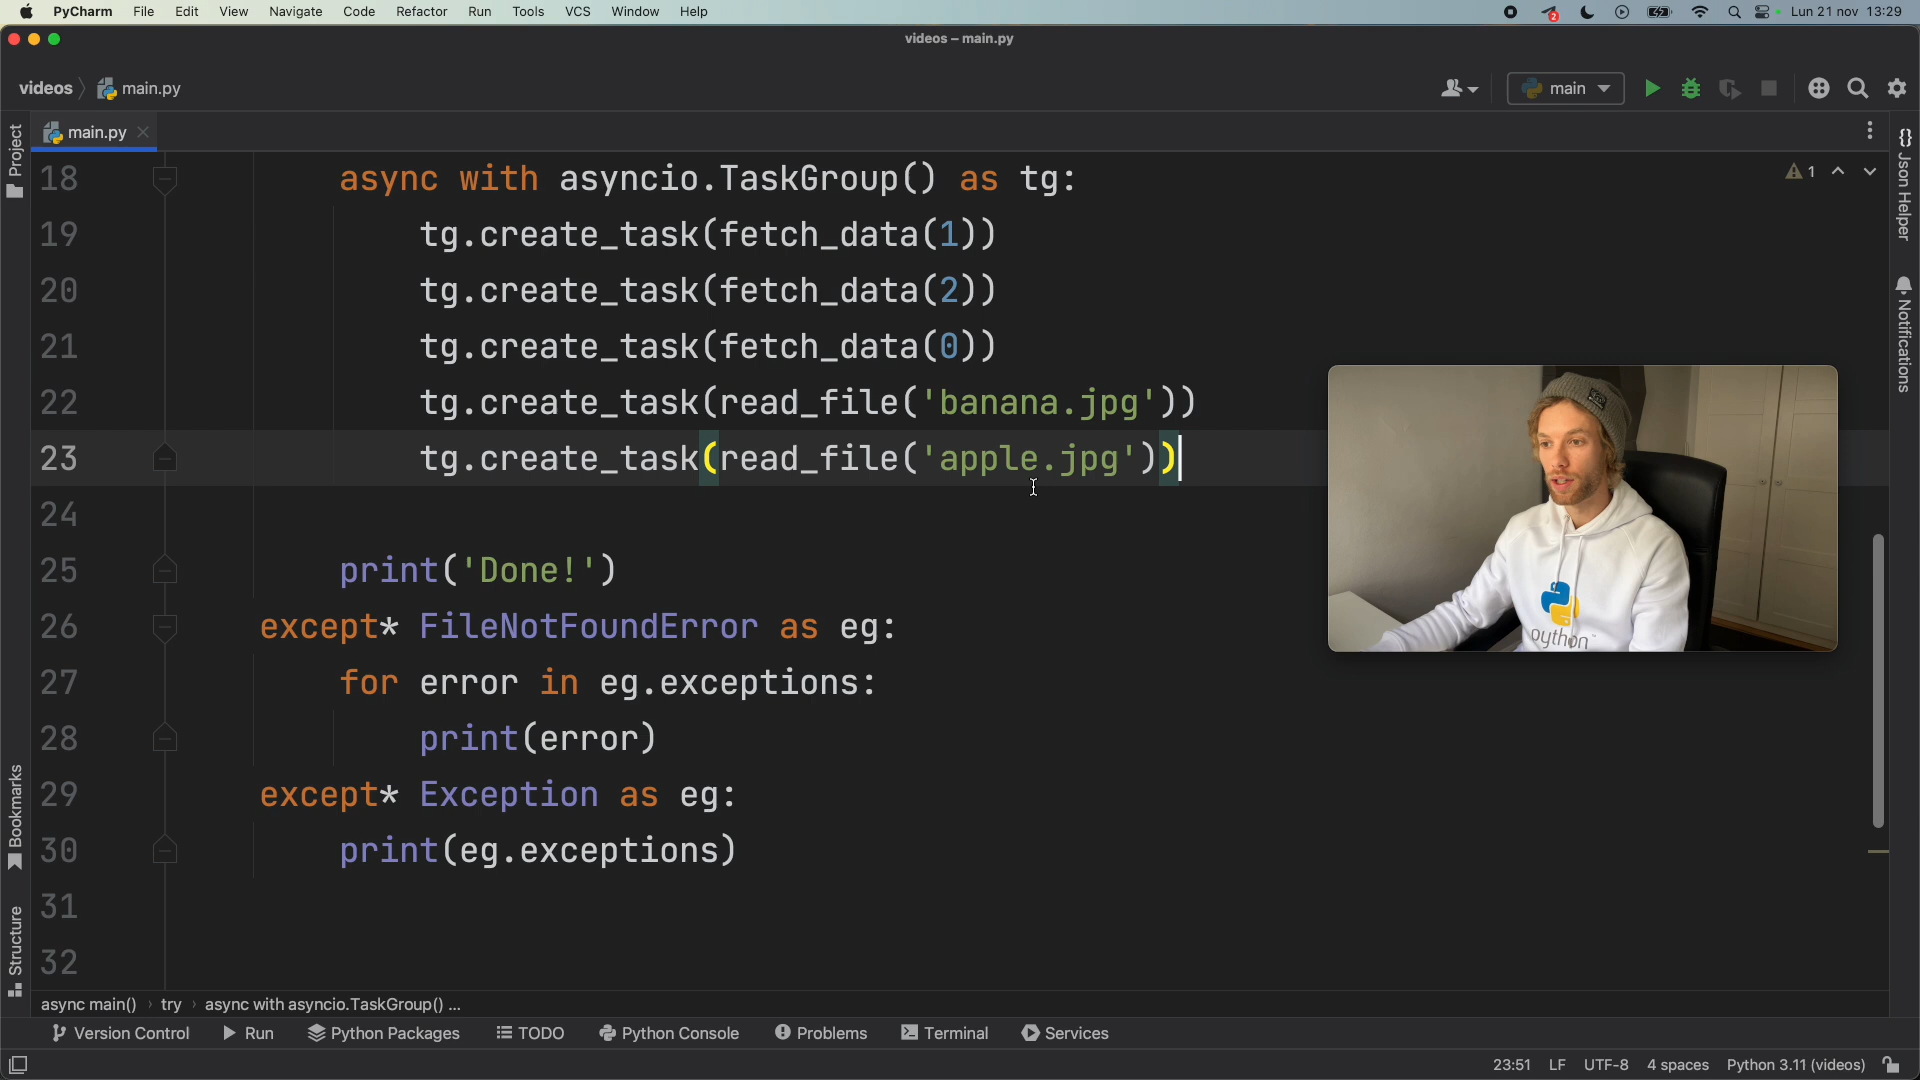 PyCharm File Edit View Navigate Code Refactor Run Tools VCS Window Help 2 Lun 21 nov 13:29
videos – main.py
videos main.py main
Project main.py Json Helper
18 async with asyncio.TaskGroup() as tg: 1
19 tg.create_task(fetch_data(1))
20 tg.create_task(fetch_data(2))
Notifications
21 tg.create_task(fetch_data(0))
22 tg.create_task(read_file('banana.jpg'))
23 tg.create_task(read_file('apple.jpg'))
24
25 print('Done!')
26 except* FileNotFoundError as eg:
python
27 for error in eg.exceptions:
28 print(error)
29 except* Exception as eg:
Bookmarks
30 print(eg.exceptions)
31
Structure
32
async main() › try › async with asyncio.TaskGroup() ...
Version Control Run Python Packages TODO Python Console Problems Terminal Services
23:51 LF UTF-8 4 spaces Python 3.11 (videos)